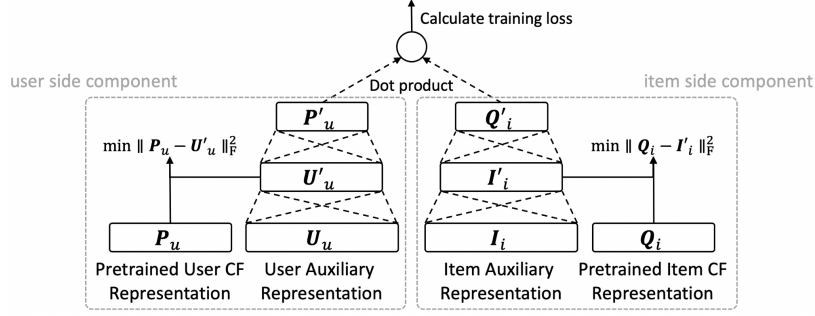 Calculate training loss
user side component
item side component
Dot product
P'u
Q'i
min ‖ Pu − U'u ‖²F
min ‖ Qi − I'i ‖²F
U'u
I'i
Pu
Uu
Ii
Qi
Pretrained User CF
Representation
User Auxiliary
Representation
Item Auxiliary
Representation
Pretrained Item CF
Representation